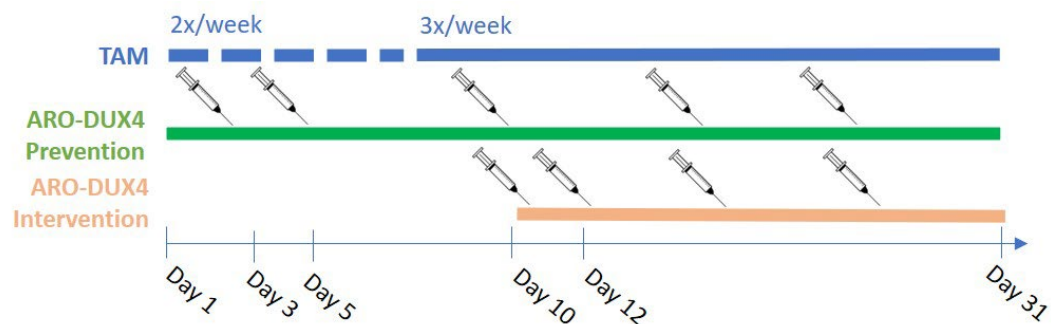 2x/week
3x/week
TAM
ARO-DUX4
Prevention
ARO-DUX4
Intervention
Day 1
Day 3
Day 5
Day 10
Day 12
Day 31